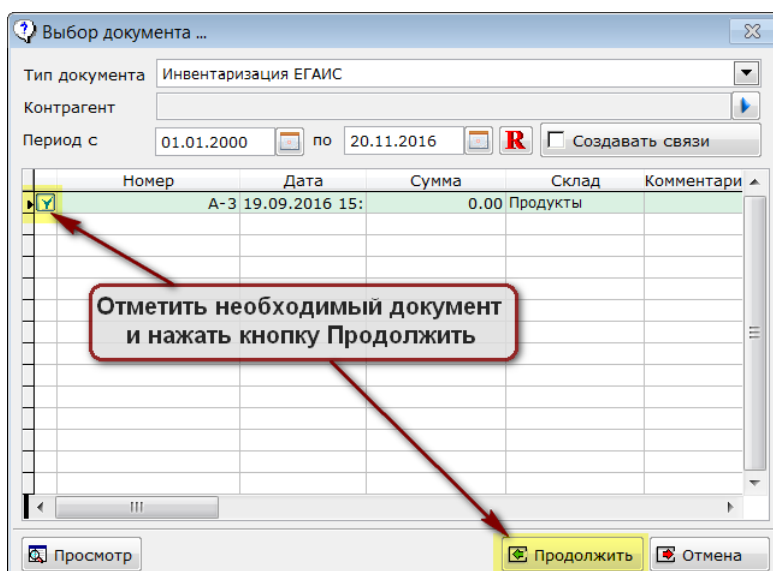 Выбор документа ...
Тип документа Инвентаризация ЕГАИС
Контрагент
Период с 01.01.2000 по 20.11.2016 R Создавать связи
Номер Дата Сумма Склад Комментари
А-3 19.09.2016 15: 0.00 Продукты
Отметить необходимый документ
и нажать кнопку Продолжить
Просмотр Продолжить Отмена